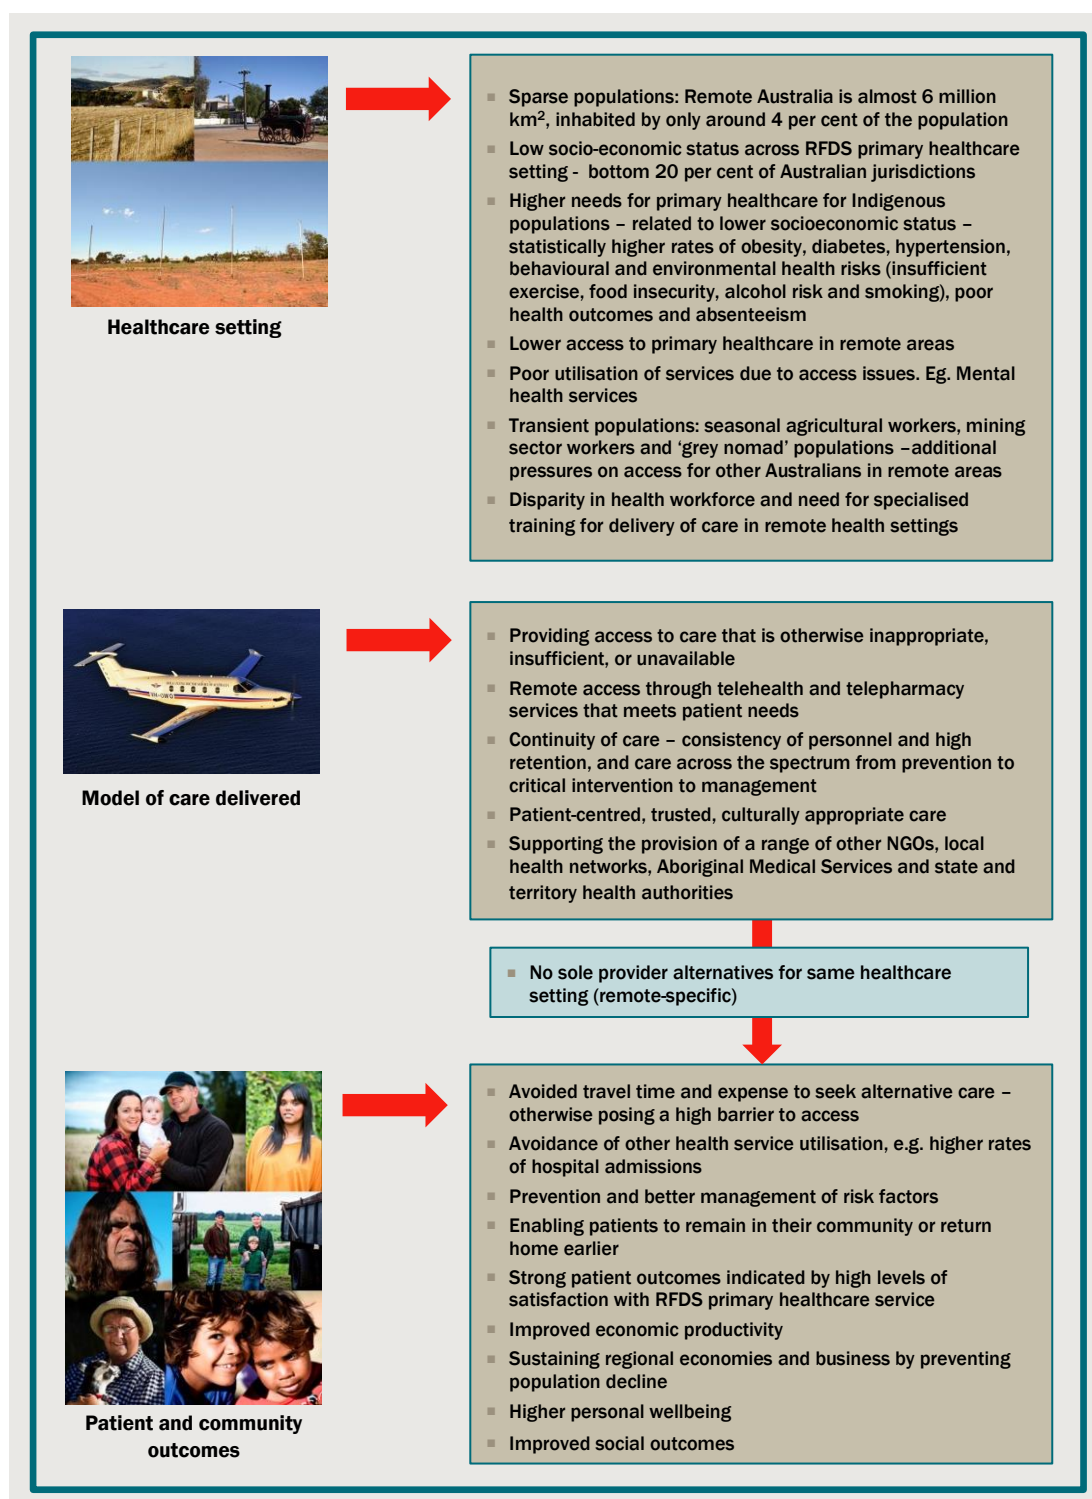 Healthcare setting
▪ Sparse populations: Remote Australia is almost 6 million
km², inhabited by only around 4 per cent of the population
▪ Low socio-economic status across RFDS primary healthcare
setting - bottom 20 per cent of Australian jurisdictions
▪ Higher needs for primary healthcare for Indigenous
populations – related to lower socioeconomic status –
statistically higher rates of obesity, diabetes, hypertension,
behavioural and environmental health risks (insufficient
exercise, food insecurity, alcohol risk and smoking), poor
health outcomes and absenteeism
▪ Lower access to primary healthcare in remote areas
▪ Poor utilisation of services due to access issues. Eg. Mental
health services
▪ Transient populations: seasonal agricultural workers, mining
sector workers and ‘grey nomad’ populations –additional
pressures on access for other Australians in remote areas
▪ Disparity in health workforce and need for specialised
training for delivery of care in remote health settings
Model of care delivered
▪ Providing access to care that is otherwise inappropriate,
insufficient, or unavailable
▪ Remote access through telehealth and telepharmacy
services that meets patient needs
▪ Continuity of care – consistency of personnel and high
retention, and care across the spectrum from prevention to
critical intervention to management
▪ Patient-centred, trusted, culturally appropriate care
▪ Supporting the provision of a range of other NGOs, local
health networks, Aboriginal Medical Services and state and
territory health authorities
▪ No sole provider alternatives for same healthcare
setting (remote-specific)
Patient and community
outcomes
▪ Avoided travel time and expense to seek alternative care –
otherwise posing a high barrier to access
▪ Avoidance of other health service utilisation, e.g. higher rates
of hospital admissions
▪ Prevention and better management of risk factors
▪ Enabling patients to remain in their community or return
home earlier
▪ Strong patient outcomes indicated by high levels of
satisfaction with RFDS primary healthcare service
▪ Improved economic productivity
▪ Sustaining regional economies and business by preventing
population decline
▪ Higher personal wellbeing
▪ Improved social outcomes